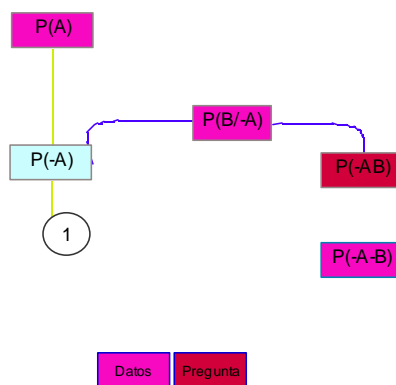 P(A)
P(B/-A)
P(-A)
P(-AB)
1
P(-A-B)
Datos
Pregunta